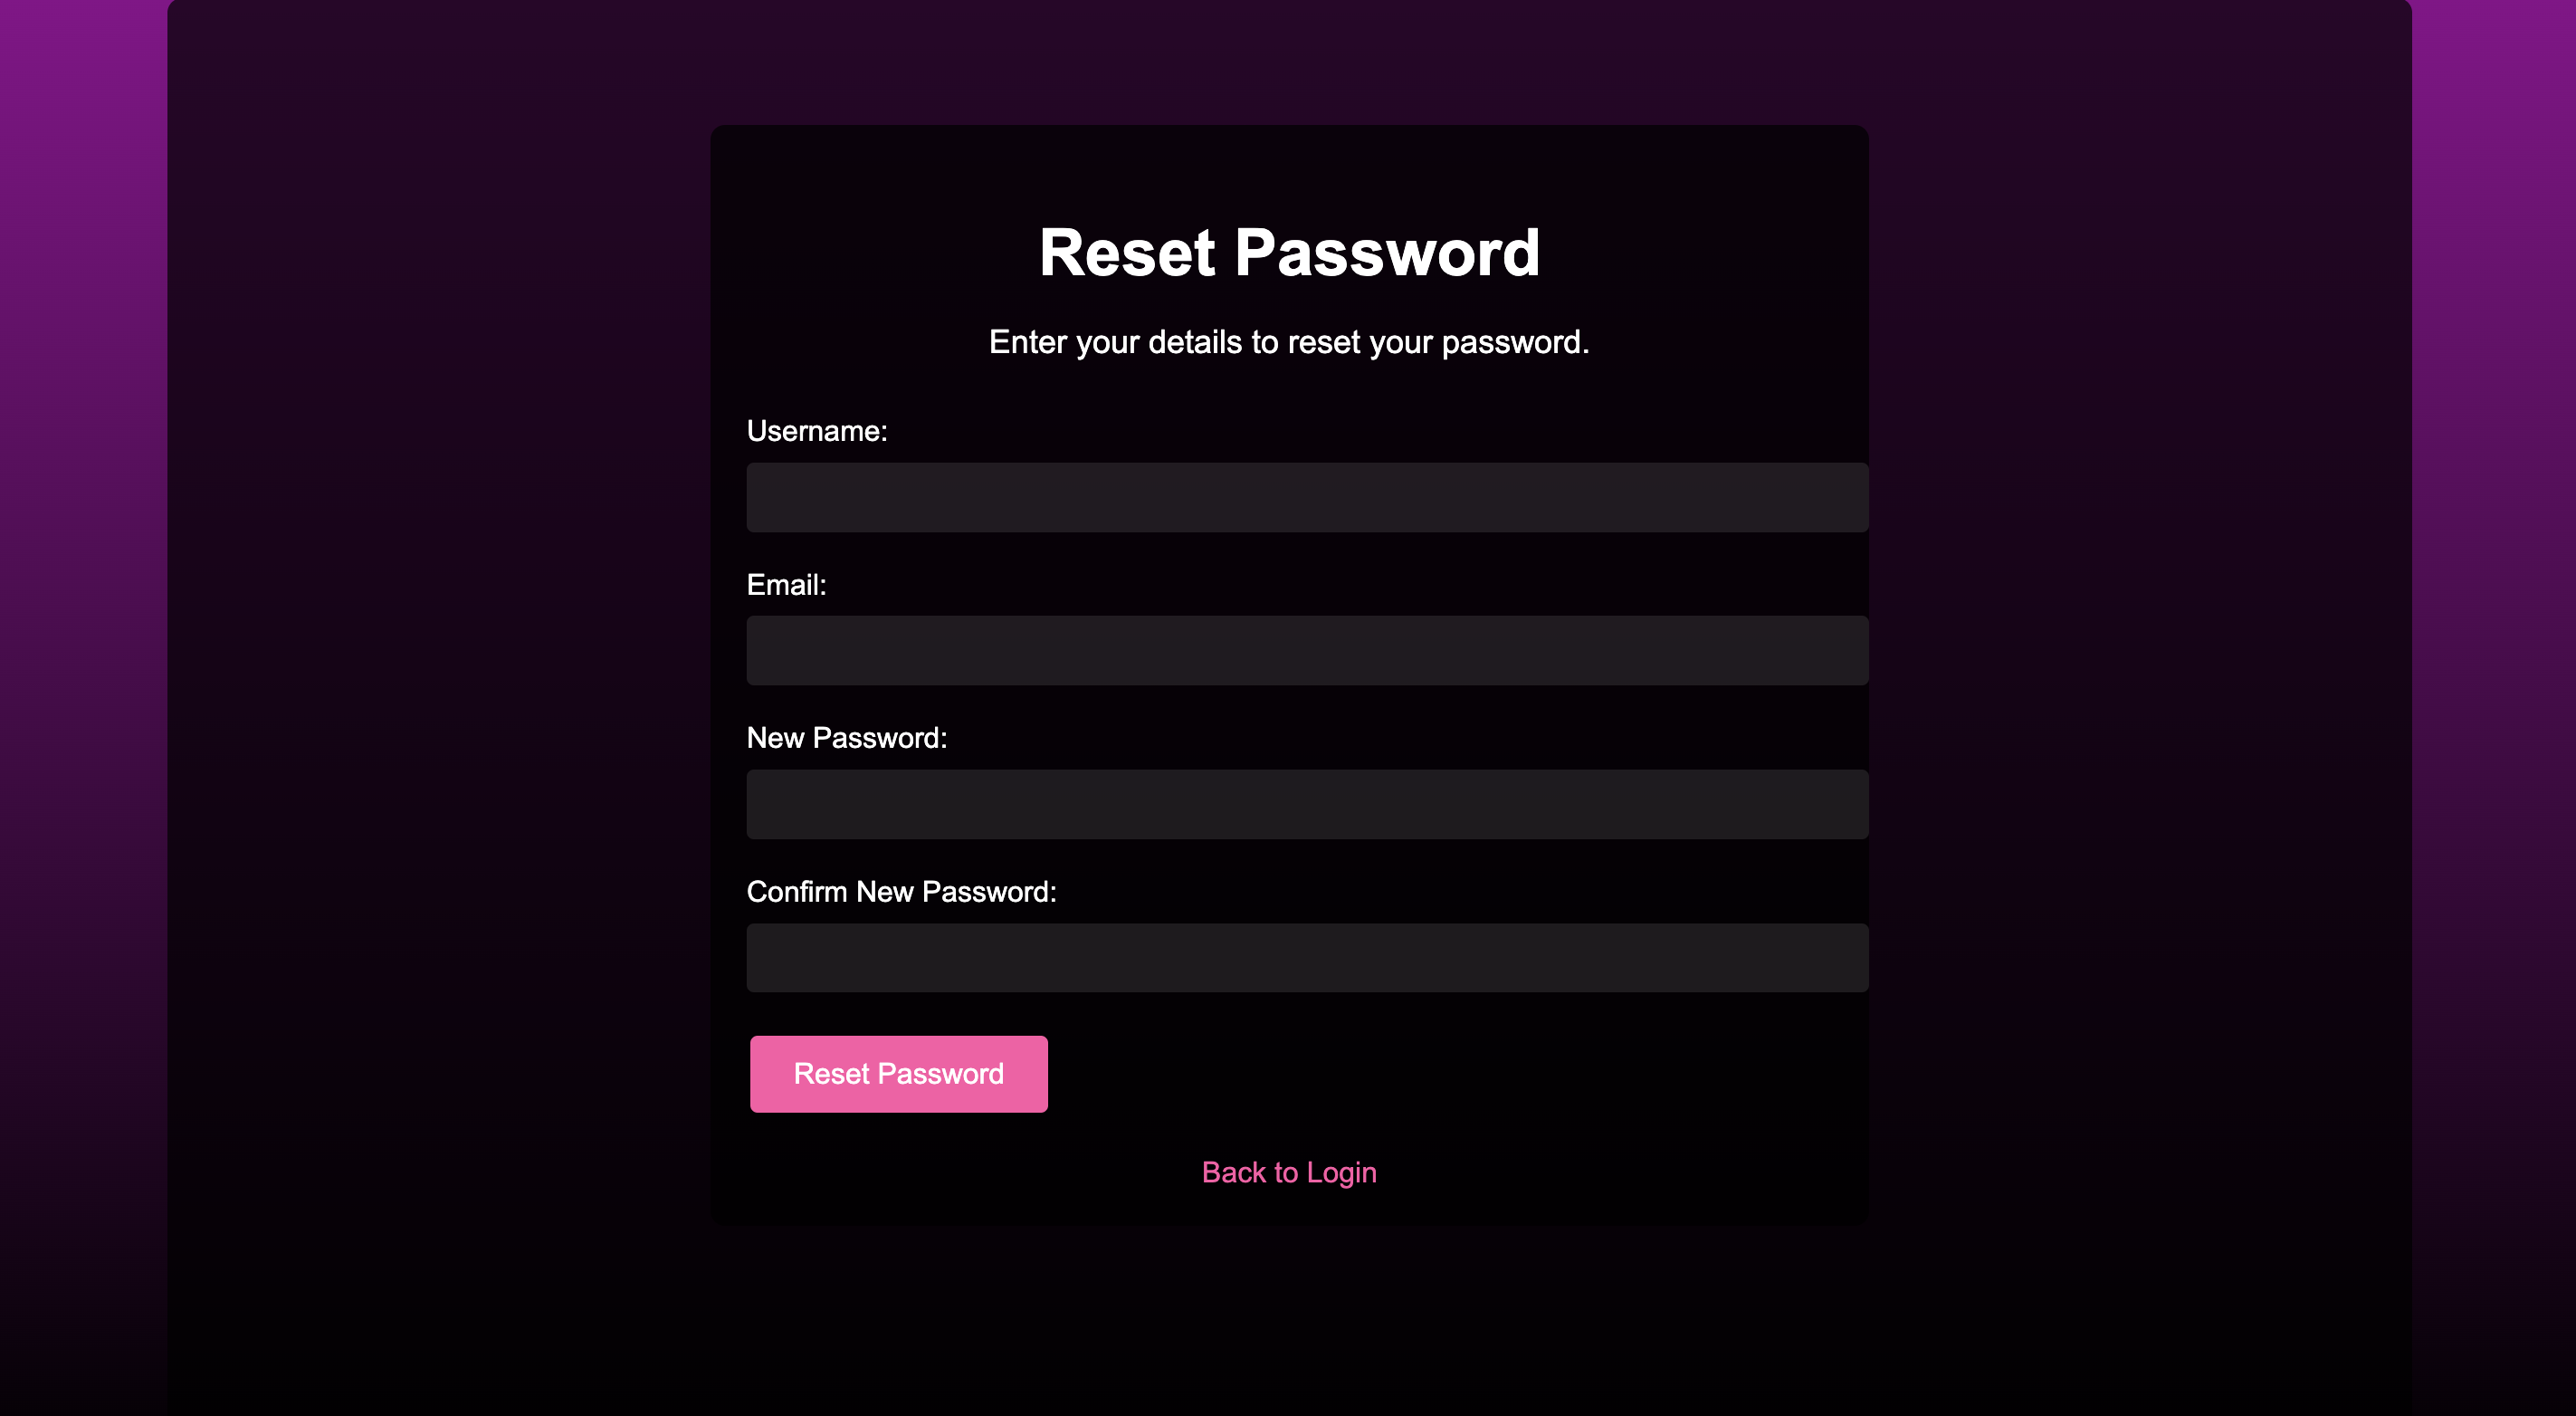 Reset Password
Enter your details to reset your password.
Username:
Email:
New Password:
Confirm New Password:
Reset Password
Back to Login